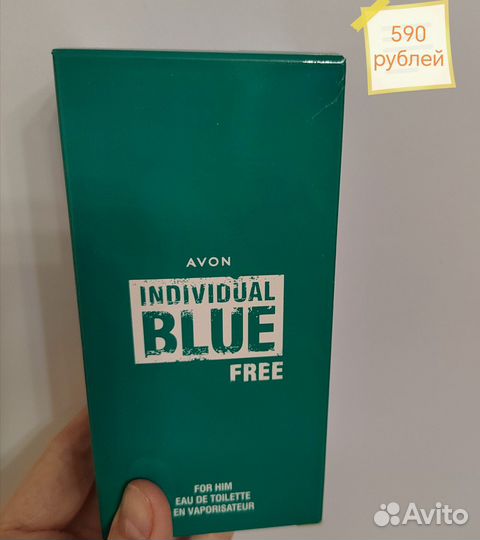 590
рублей
AVON
INDIVIDUAL
BLUE
FREE
FOR HIM
EAU DE TOILETTE
EN VAPORISATEUR
Avito